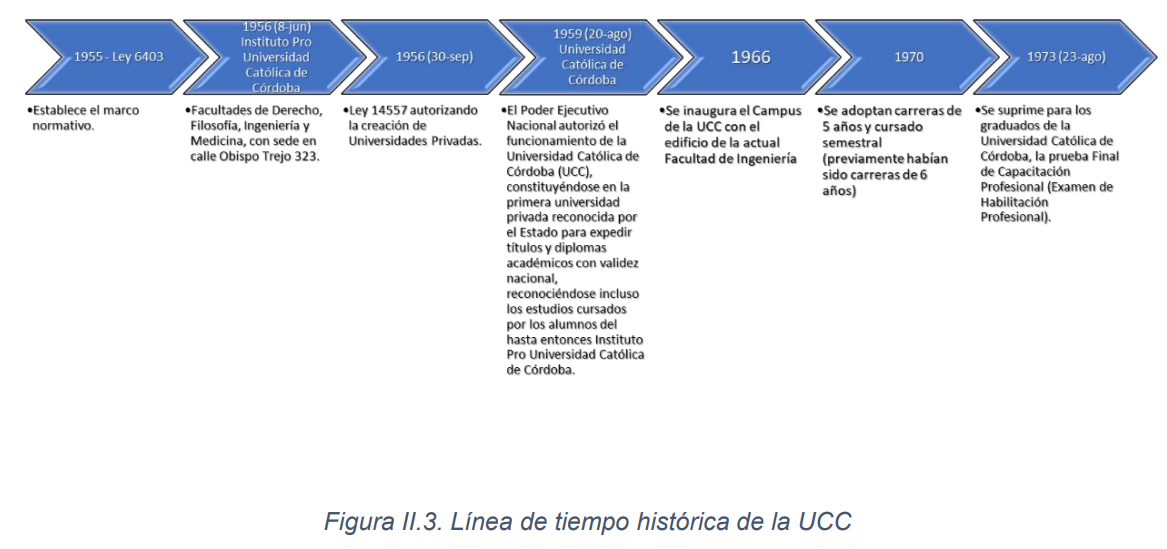 1955 - Ley 6403
•Establece el marco
normativo.
1956 (8-jun)
Instituto Pro
Universidad
Católica de
Córdoba
•Facultades de Derecho,
Filosofía, Ingeniería y
Medicina, con sede en
calle Obispo Trejo 323.
1956 (30-sep)
•Ley 14557 autorizando
la creación de
Universidades Privadas.
1959 (20-ago)
Universidad
Católica de
Córdoba
•El Poder Ejecutivo
Nacional autorizó el
funcionamiento de la
Universidad Católica de
Córdoba (UCC),
constituyéndose en la
primera universidad
privada reconocida por
el Estado para expedir
títulos y diplomas
académicos con validez
nacional,
reconociéndose incluso
los estudios cursados
por los alumnos del
hasta entonces Instituto
Pro Universidad Católica
de Córdoba.
1966
•Se inaugura el Campus
de la UCC con el
edificio de la actual
Facultad de Ingeniería
1970
•Se adoptan carreras de
5 años y cursado
semestral
(previamente habían
sido carreras de 6
años)
1973 (23-ago)
•Se suprime para los
graduados de la
Universidad Católica de
Córdoba, la prueba Final
de Capacitación
Profesional (Examen de
Habilitación
Profesional).
Figura II.3. Línea de tiempo histórica de la UCC